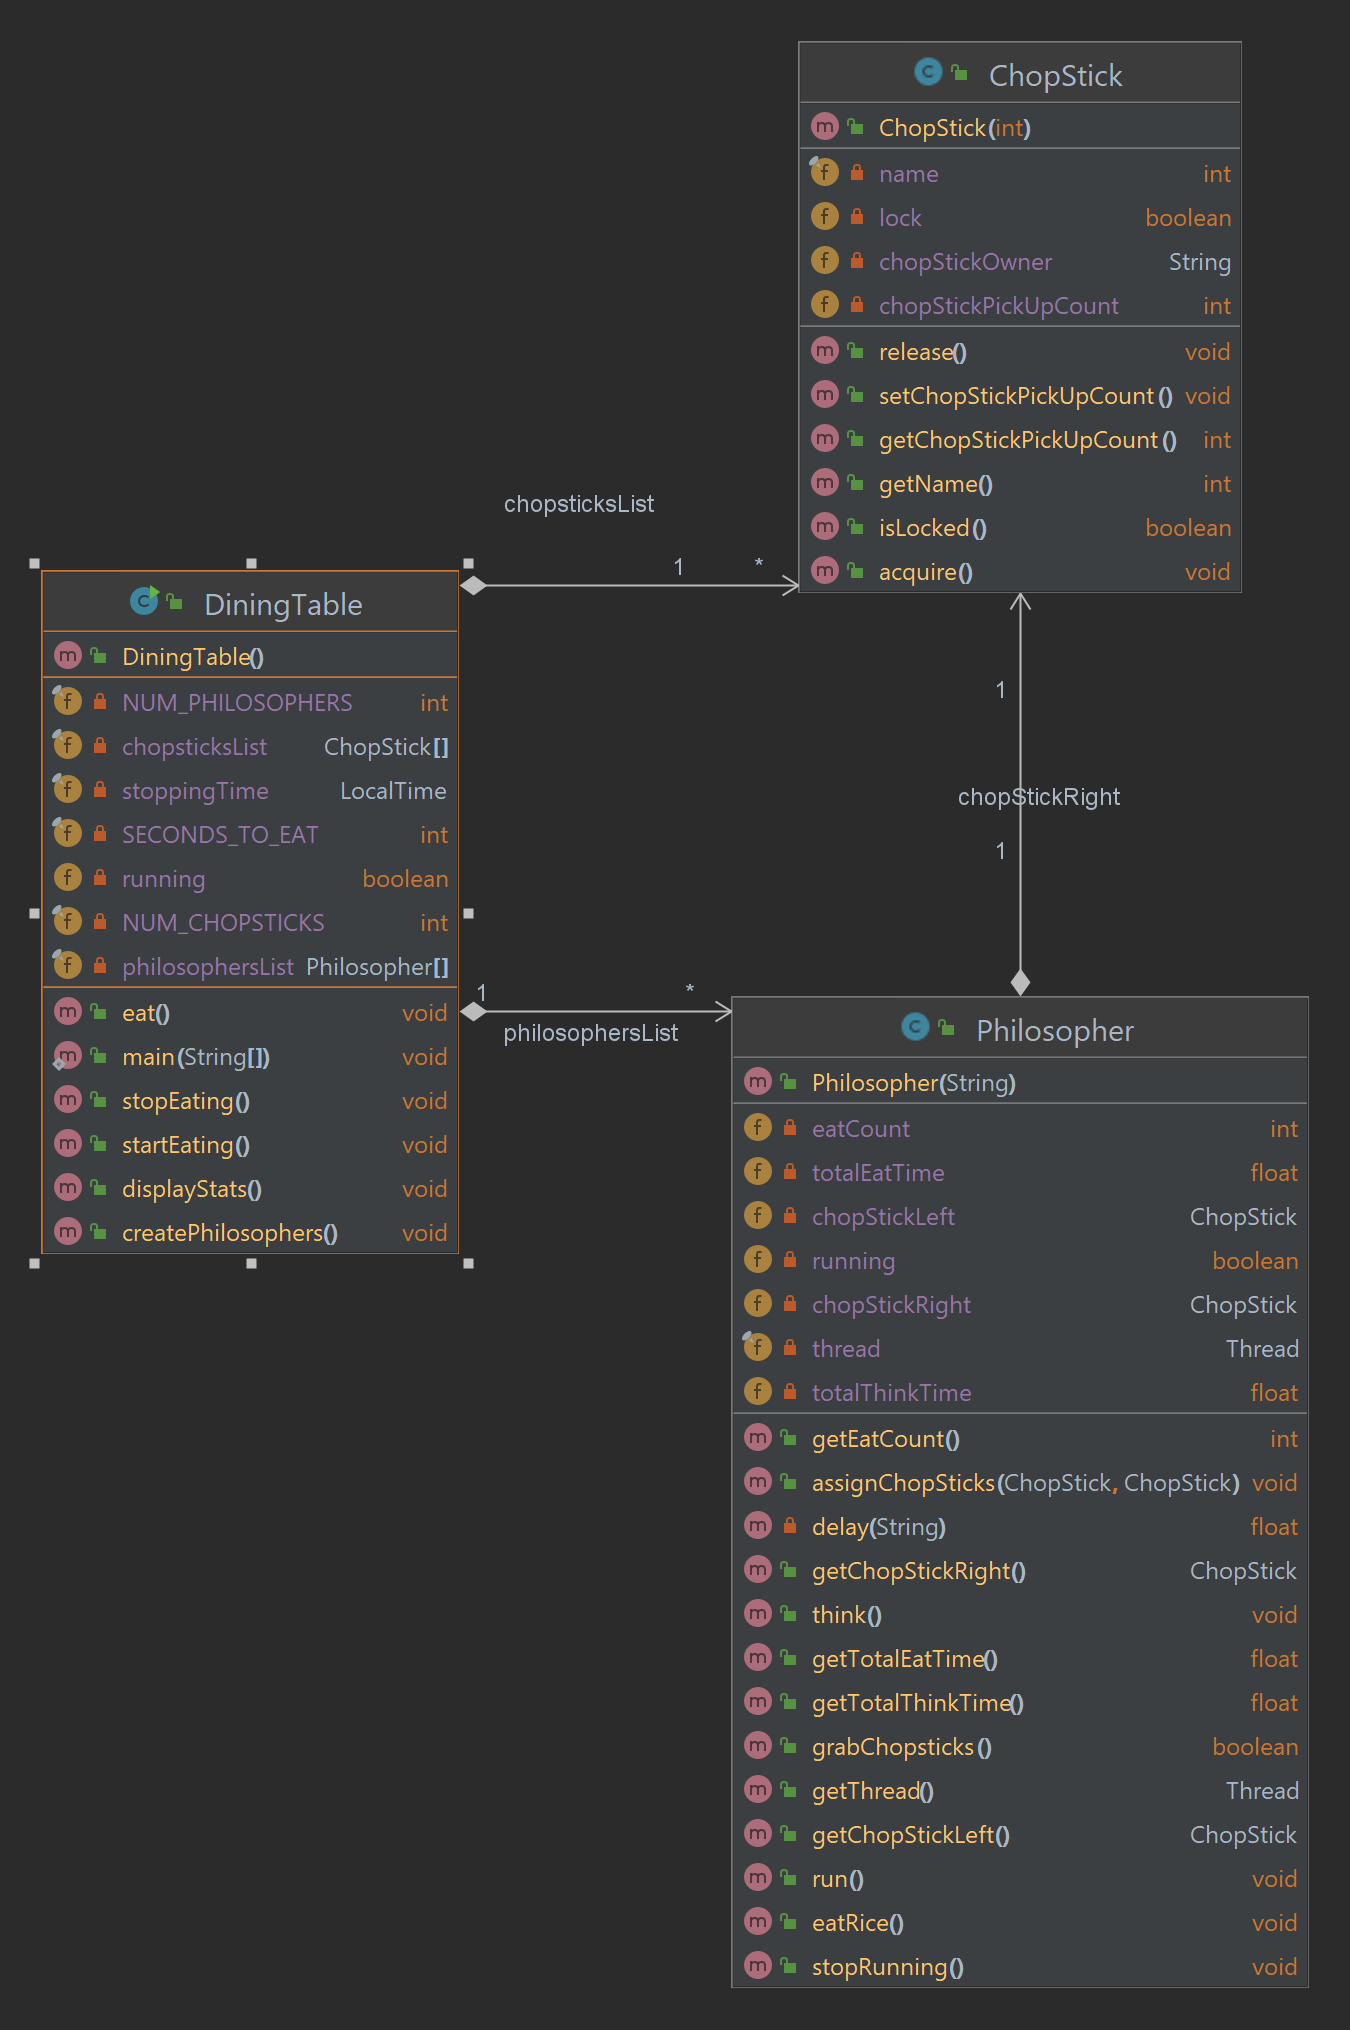 ChopStick
ChopStick(int)
name int
lock boolean
chopStickOwner String
chopStickPickUpCount int
release() void
setChopStickPickUpCount() void
getChopStickPickUpCount() int
getName() int
isLocked() boolean
acquire() void
chopsticksList
1 *
DiningTable
DiningTable()
NUM_PHILOSOPHERS int
chopsticksList ChopStick[]
stoppingTime LocalTime
SECONDS_TO_EAT int
running boolean
NUM_CHOPSTICKS int
philosophersList Philosopher[]
eat() void
main(String[]) void
stopEating() void
startEating() void
displayStats() void
createPhilosophers() void
1
chopStickRight
1
1 *
philosophersList
Philosopher
Philosopher(String)
eatCount int
totalEatTime float
chopStickLeft ChopStick
running boolean
chopStickRight ChopStick
thread Thread
totalThinkTime float
getEatCount() int
assignChopSticks(ChopStick, ChopStick) void
delay(String) float
getChopStickRight() ChopStick
think() void
getTotalEatTime() float
getTotalThinkTime() float
grabChopsticks() boolean
getThread() Thread
getChopStickLeft() ChopStick
run() void
eatRice() void
stopRunning() void